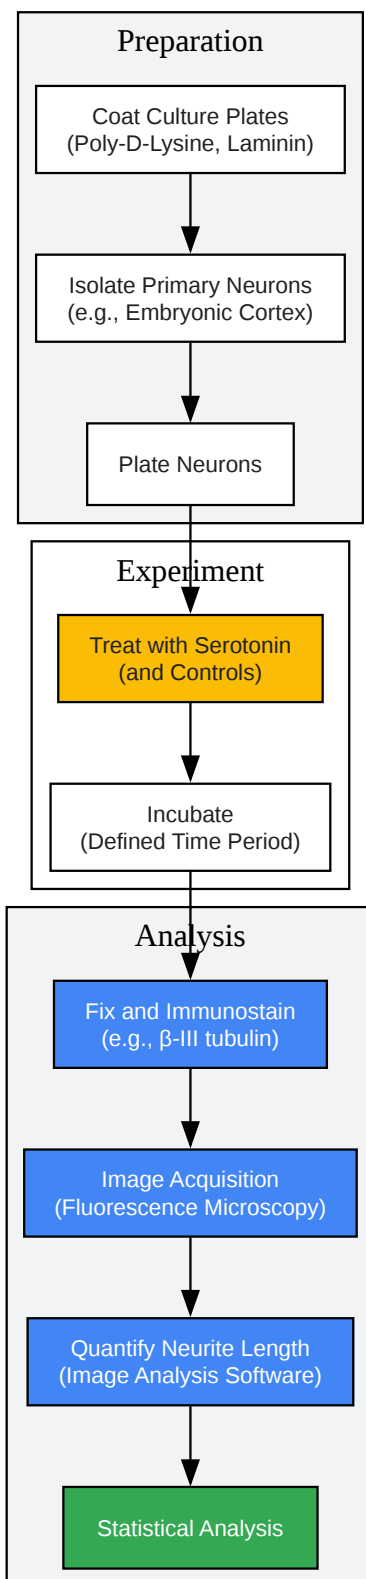 Preparation
Coat Culture Plates
(Poly-D-Lysine, Laminin)
Isolate Primary Neurons
(e.g., Embryonic Cortex)
Plate Neurons
Experiment
Treat with Serotonin
(and Controls)
Incubate
(Defined Time Period)
Analysis
Fix and Immunostain
(e.g., β-III tubulin)
Image Acquisition
(Fluorescence Microscopy)
Quantify Neurite Length
(Image Analysis Software)
Statistical Analysis